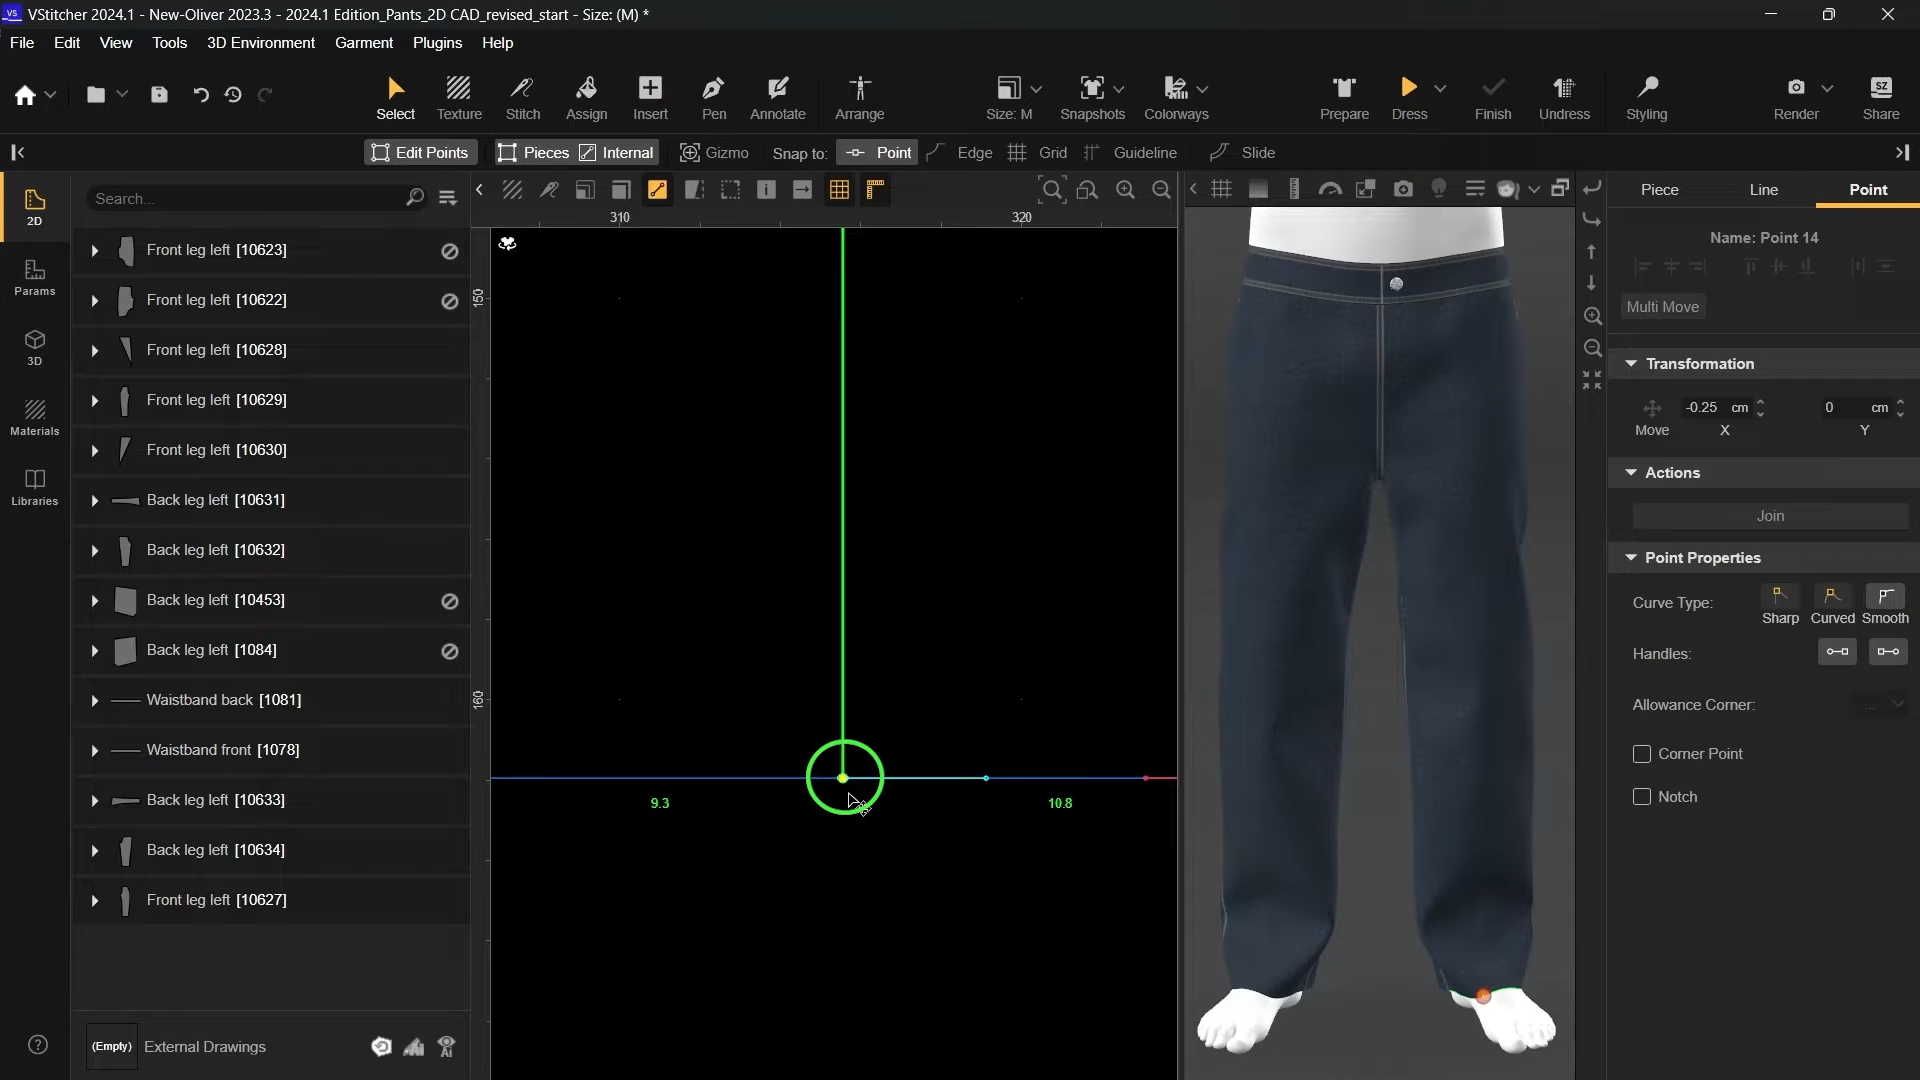 VStitcher 2024.1 - New-Oliver 2023.3 - 2024.1 Edition_Pants_2D CAD_revised_start - Size: (M) *
File Edit View Tools 3D Environment Garment Plugins Help
Select Texture Stitch Assign Insert Pen Annotate Arrange Size: M Snapshots Colorways Prepare Dress Finish Undress Styling Render Share
Edit Points Pieces Internal Gizmo Snap to: Point Edge Grid Guideline Slide
2D
Params
3D
Materials
Libraries
Search...
Front leg left [10623]
Front leg left [10622]
Front leg left [10628]
Front leg left [10629]
Front leg left [10630]
Back leg left [10631]
Back leg left [10632]
Back leg left [10453]
Back leg left [1084]
Waistband back [1081]
Waistband front [1078]
Back leg left [10633]
Back leg left [10634]
Front leg left [10627]
(Empty) External Drawings
AI
310 320
150
160
9.3 10.8
Piece Line Point
Name: Point 14
Multi Move
Transformation
-0.25 cm 0 cm
Move X Y
Actions
Join
Point Properties
Curve Type: Sharp Curved Smooth
Handles:
Allowance Corner: ...
Corner Point
Notch